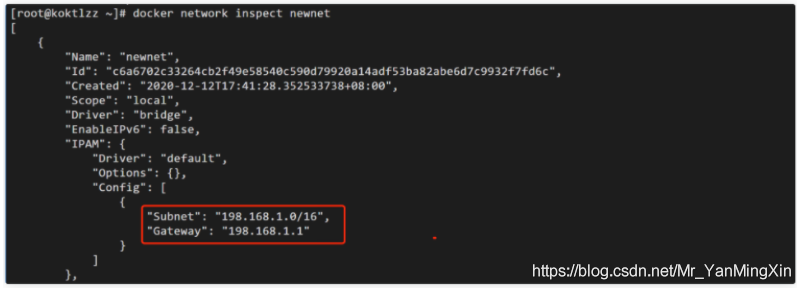 [root@koktlzz ~]# docker network inspect newnet
[
    {
        "Name": "newnet",
        "Id": "c6a6702c33264cb2f49e58540c590d79920a14adf53ba82abe6d7c9932f7fd6c",
        "Created": "2020-12-12T17:41:28.352533738+08:00",
        "Scope": "local",
        "Driver": "bridge",
        "EnableIPv6": false,
        "IPAM": {
            "Driver": "default",
            "Options": {},
            "Config": [
                {
                    "Subnet": "198.168.1.0/16",
                    "Gateway": "198.168.1.1"
                }
            ]
        },
https://blog.csdn.net/Mr_YanMingXin